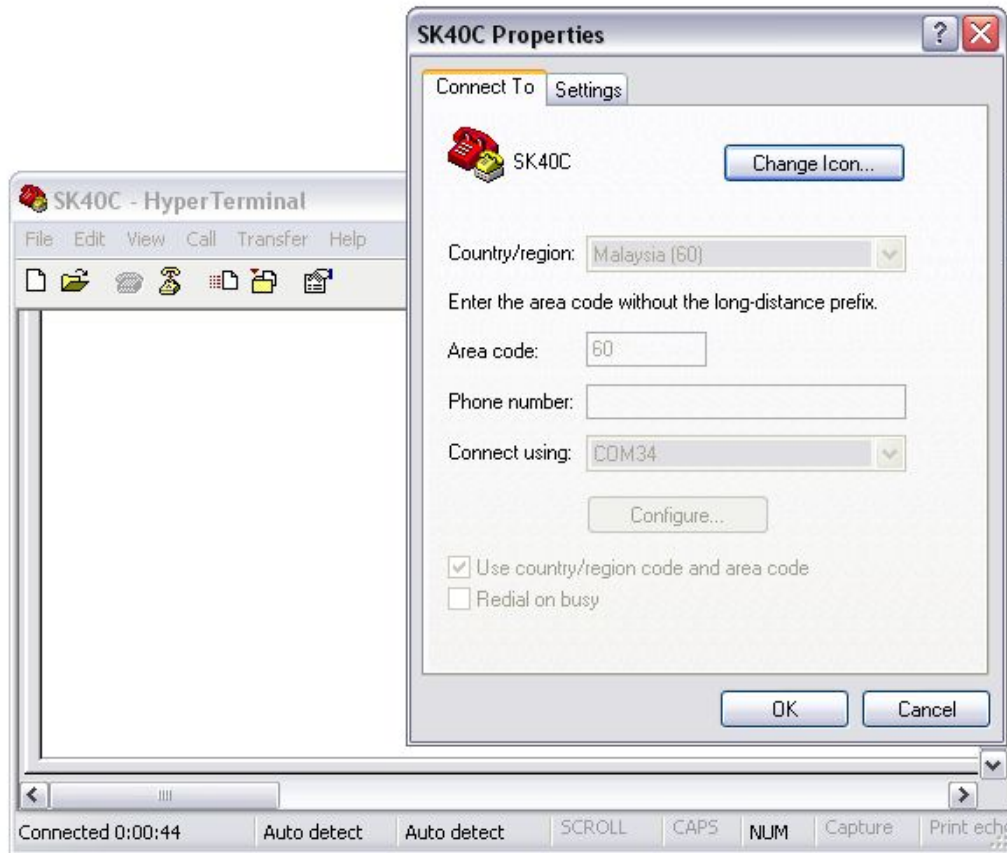 SK40C Properties
Connect To
Settings
SK40C
Change Icon...
Country/region:
Malaysia (60)
Enter the area code without the long-distance prefix.
Area code:
60
Phone number:
Connect using:
COM34
Configure...
Use country/region code and area code
Redial on busy
OK
Cancel
SK40C - HyperTerminal
File Edit View Call Transfer Help
Connected 0:00:44 Auto detect Auto detect SCROLL CAPS NUM Capture Print echo